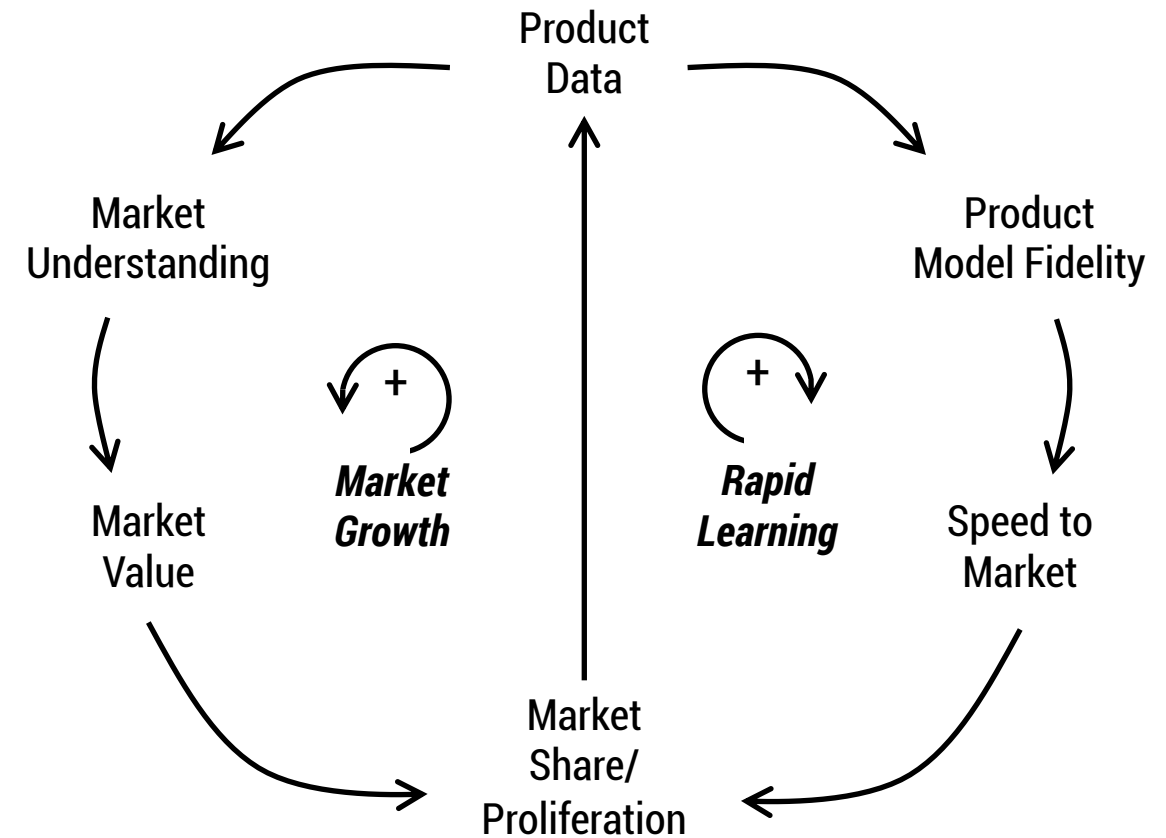 Product
Data
Market
Understanding
Product
Model Fidelity
+
+
Market
Growth
Rapid
Learning
Market
Value
Speed to
Market
Market
Share/
Proliferation